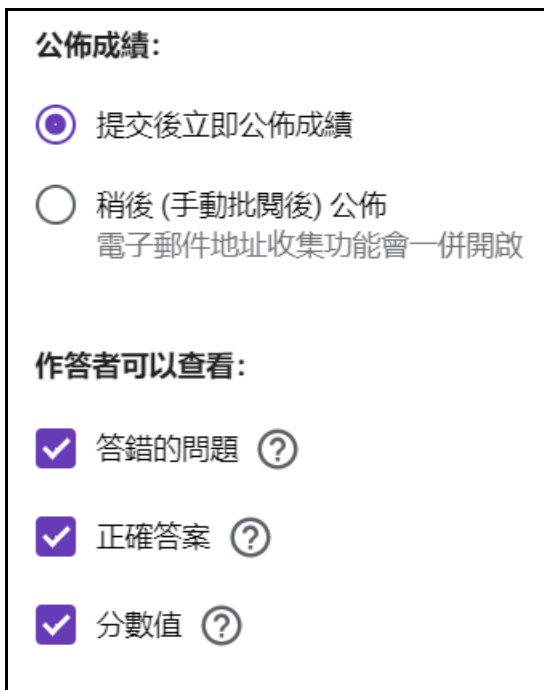 公佈成績：
提交後立即公佈成績
稍後 (手動批閱後) 公佈
電子郵件地址收集功能會一併開啟
作答者可以查看：
答錯的問題
正確答案
分數值